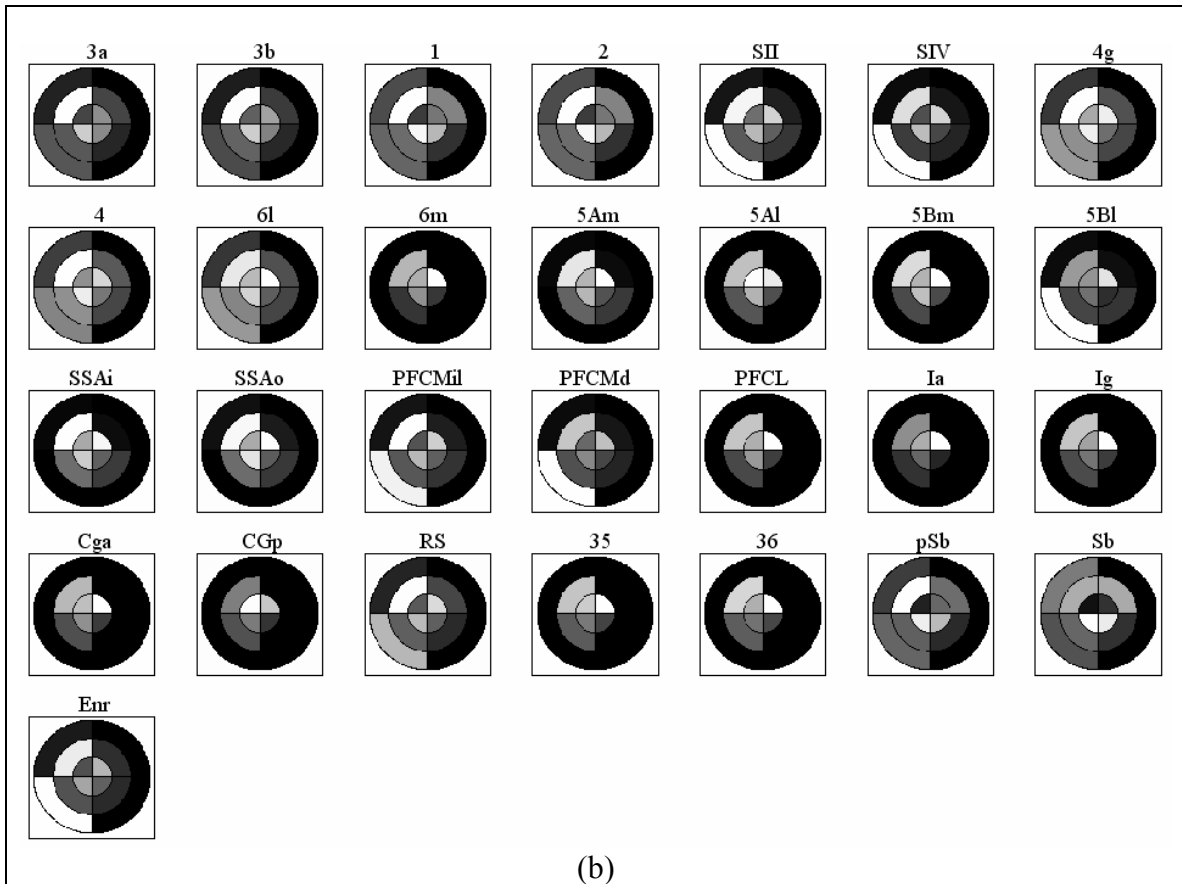 3a 3b 1 2 SII SIV 4g
4 6l 6m 5Am 5Al 5Bm 5Bl
SSAi SSAo PFCMil PFCMd PFCL Ia Ig
Cga CGp RS 35 36 pSb Sb
Enr
(b)